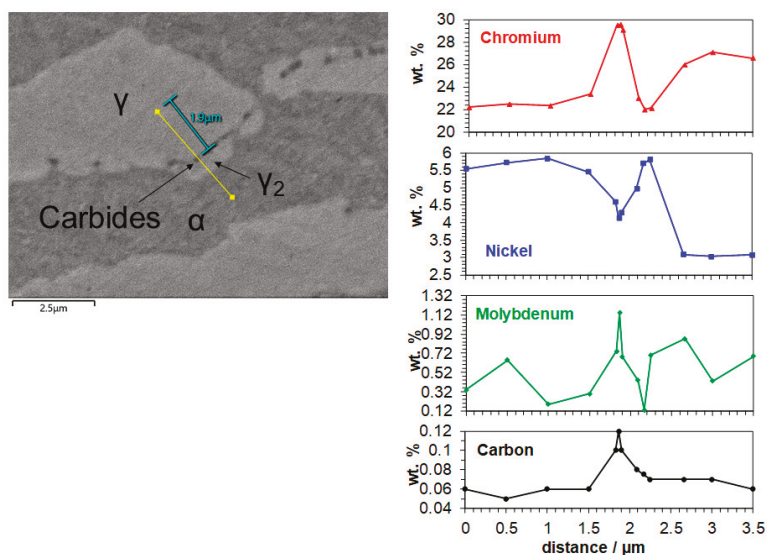 γ
1.9µm
γ2
Carbides
α
2.5µm
Chromium
wt. %
30
28
26
24
22
20
Nickel
wt. %
6
5.5
5
4.5
4
3.5
3
2.5
Molybdenum
wt. %
1.32
1.12
0.92
0.72
0.52
0.32
0.12
Carbon
wt. %
0.12
0.1
0.08
0.06
0.04
0 0.5 1 1.5 2 2.5 3 3.5
distance / µm